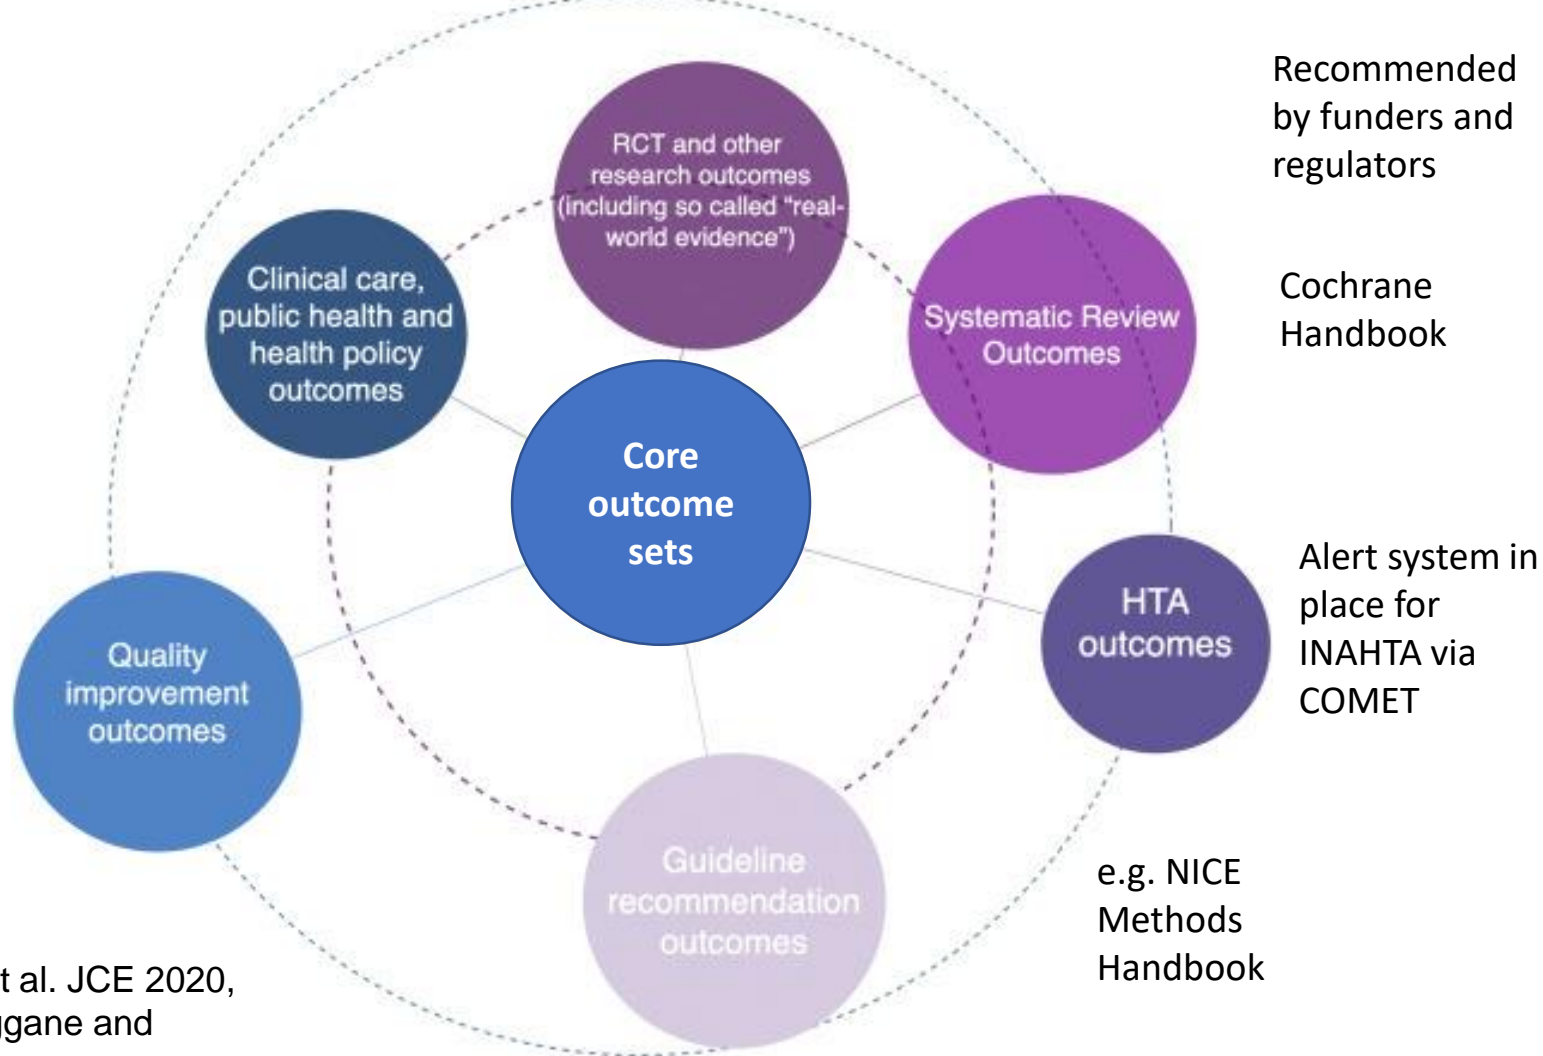 Recommended
by funders and
regulators
RCT and other
research outcomes
(including so called “real-
world evidence”)
Clinical care,
public health and
health policy
outcomes
Systematic Review
Outcomes
Cochrane
Handbook
Core
outcome
sets
HTA
outcomes
Alert system in
place for
INAHTA via
COMET
Quality
improvement
outcomes
Guideline
recommendation
outcomes
e.g. NICE
Methods
Handbook
al. JCE 2020,
and